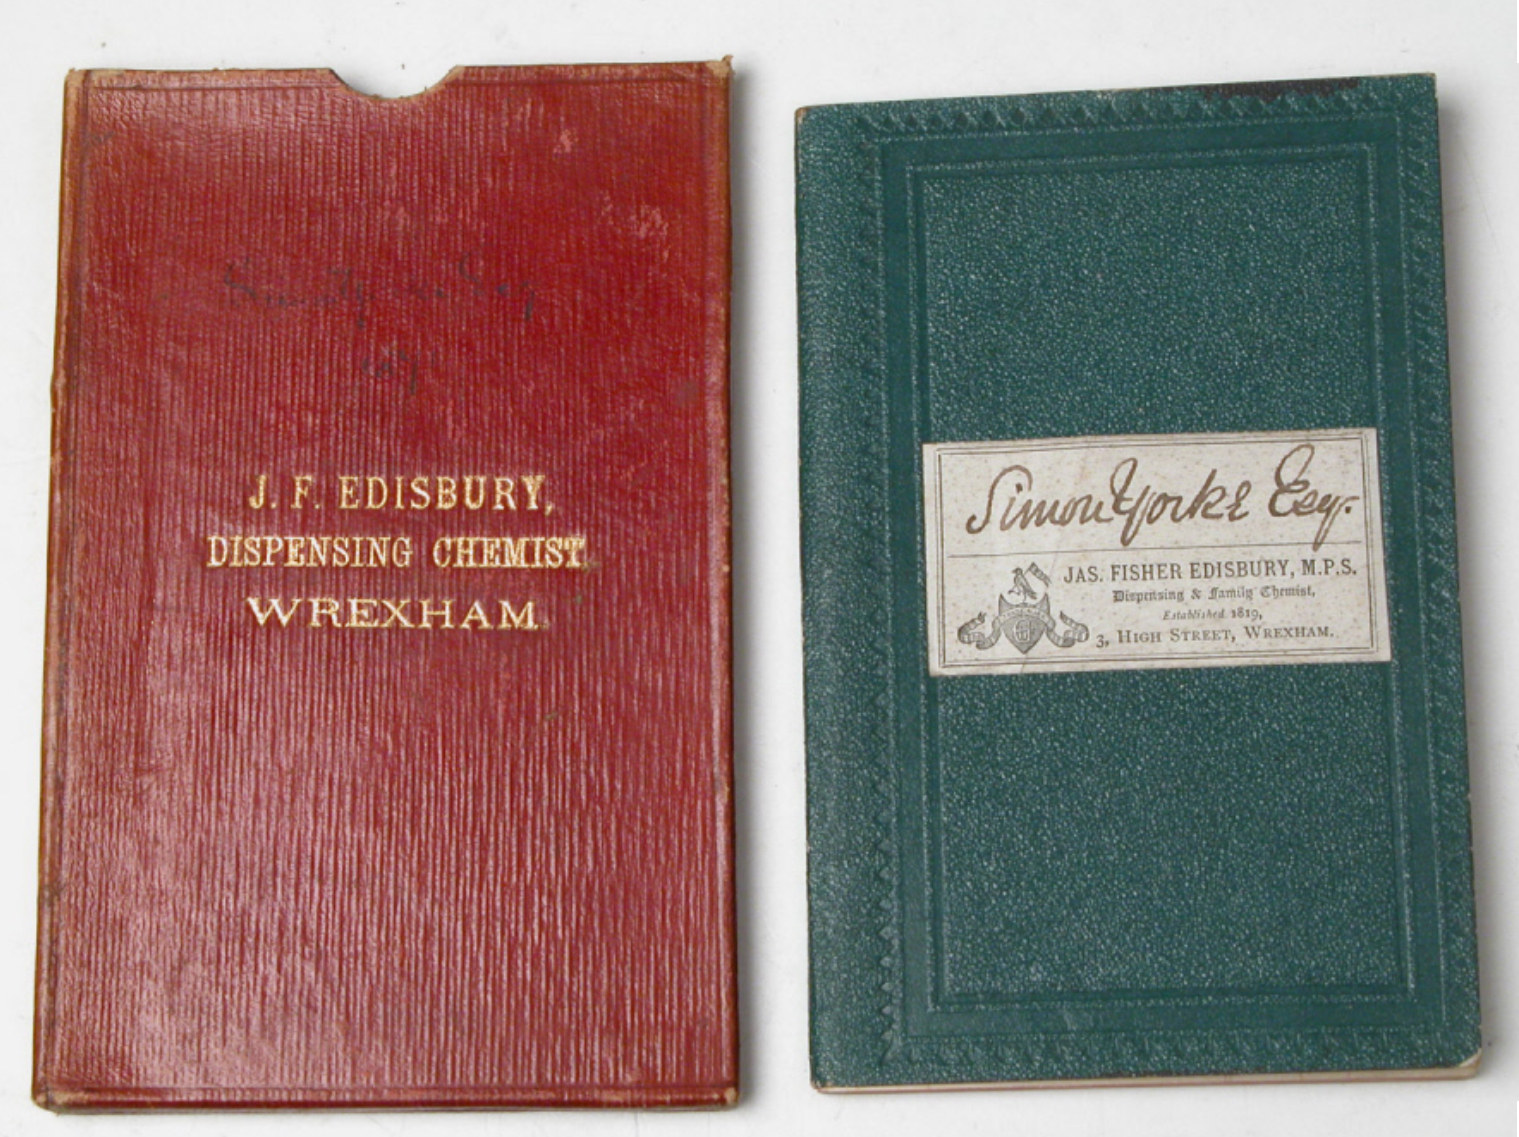 Esq
J. F. EDISBURY,
DISPENSING CHEMIST,
WREXHAM.
Simon Yorke Esqr.
JAS. FISHER EDISBURY, M.P.S.
Dispensing & Family Chemist,
Established 1819,
3, HIGH STREET, WREXHAM.